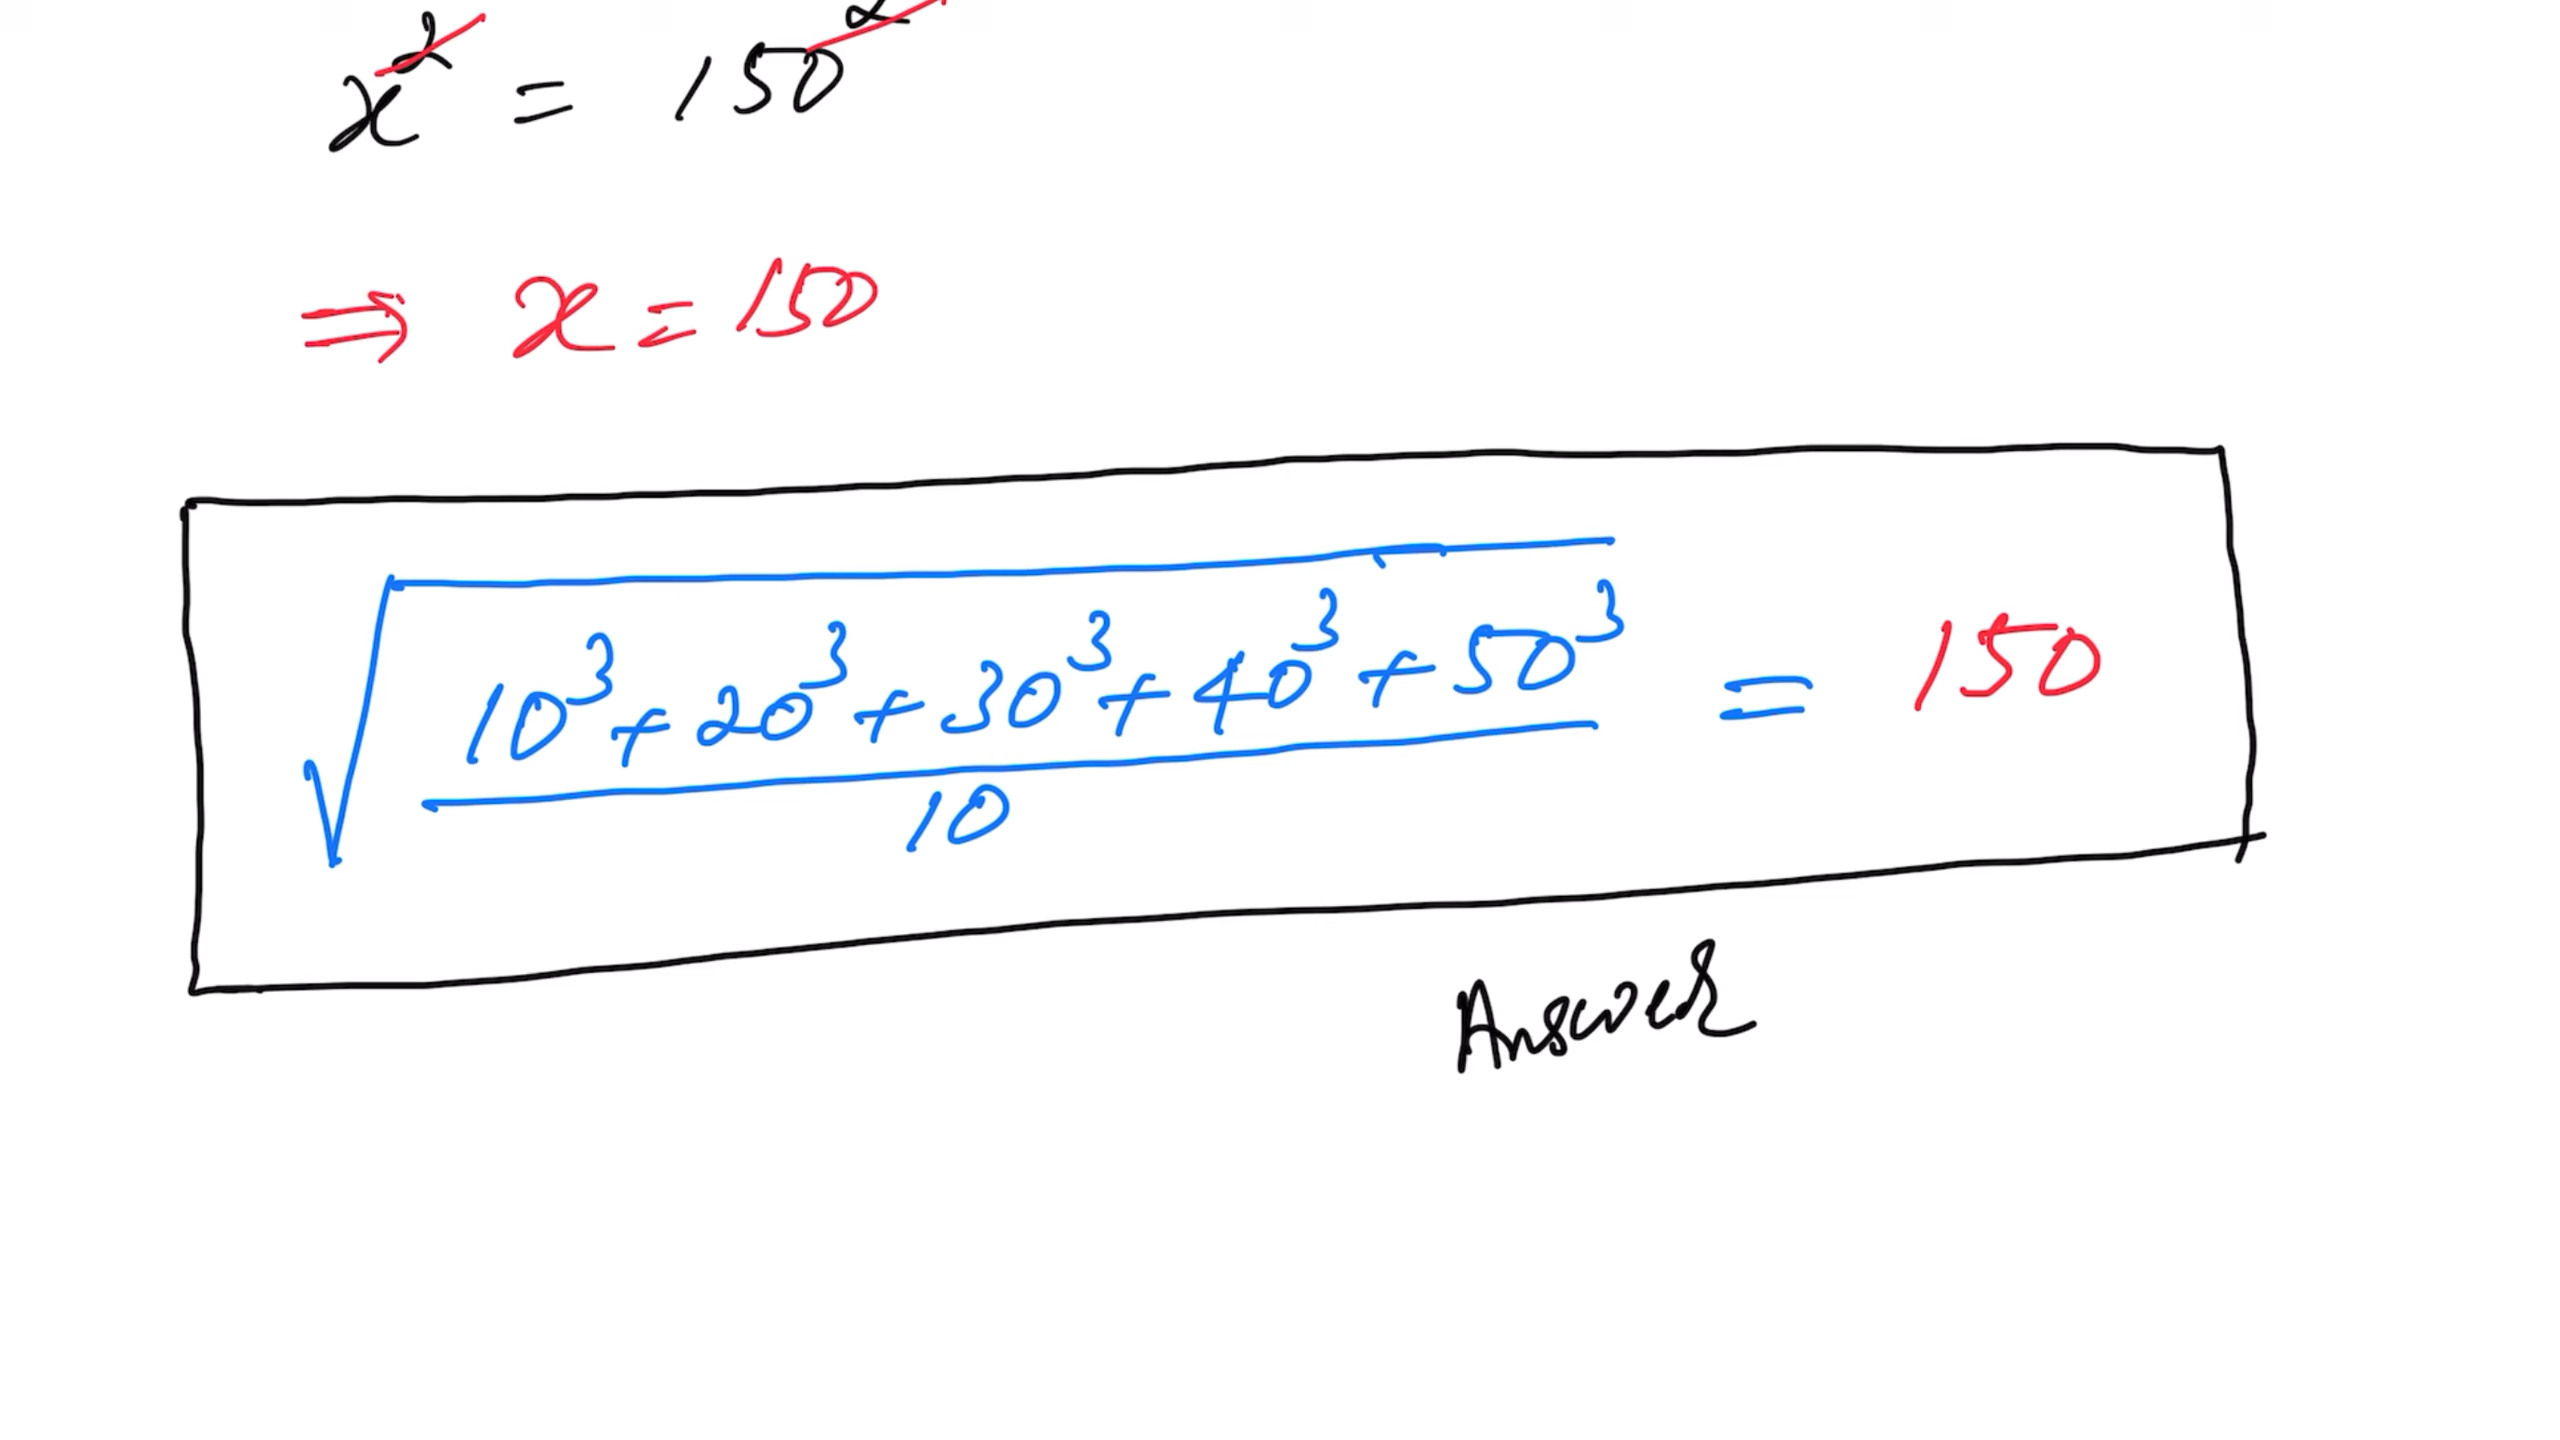 x² = 150²
⇒ x = 150
√((10³ + 20³ + 30³ + 40³ + 50³)/10) = 150
Answer